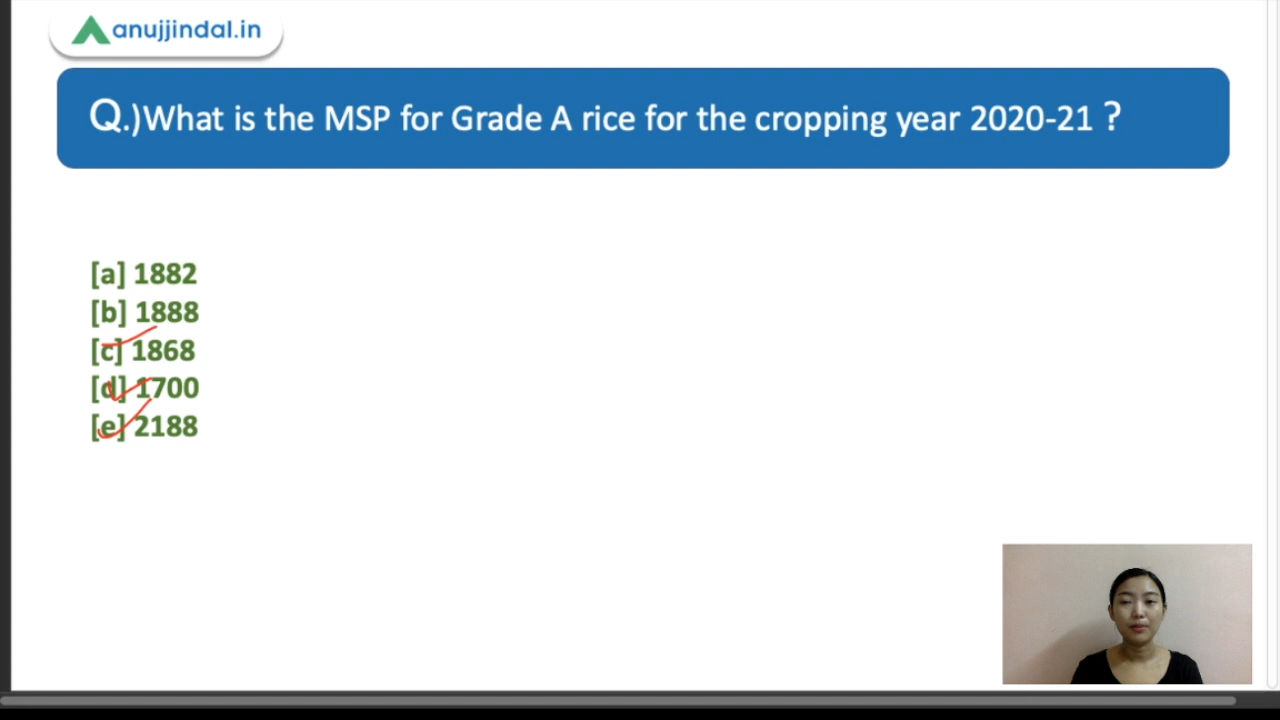 anujjindal.in
Q.)What is the MSP for Grade A rice for the cropping year 2020-21 ?
[a] 1882
[b] 1888
[c] 1868
[d] 1700
[e] 2188